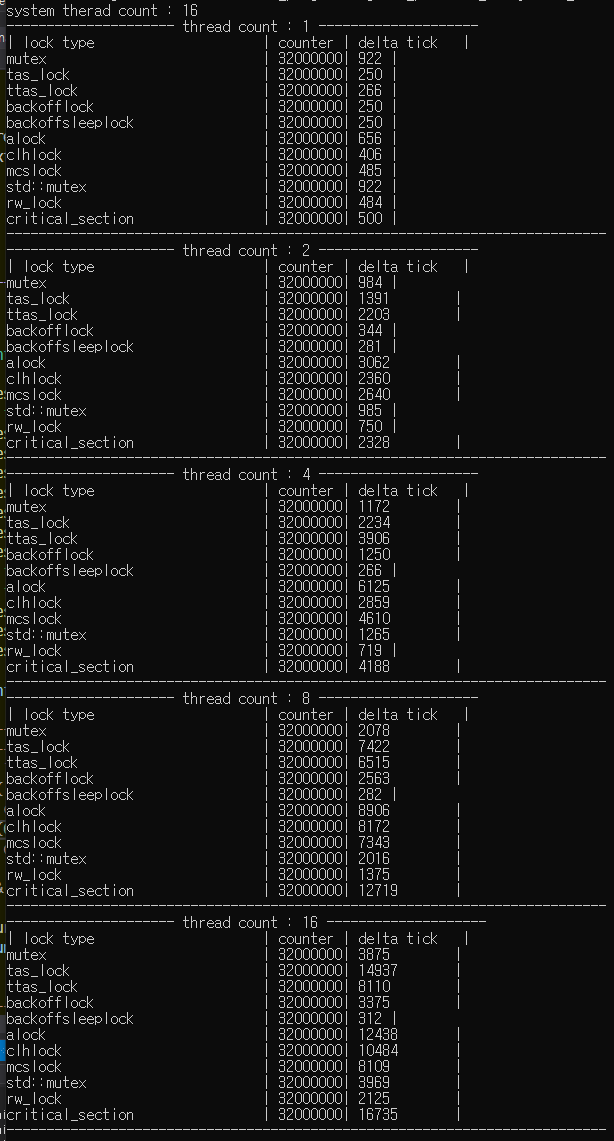 system therad count : 16
--------------------- thread count : 1 --------------------
| lock type | counter | delta tick |
mutex | 32000000| 922 |
tas_lock | 32000000| 250 |
ttas_lock | 32000000| 266 |
backofflock | 32000000| 250 |
backoffsleeplock | 32000000| 250 |
alock | 32000000| 656 |
clhlock | 32000000| 406 |
mcslock | 32000000| 485 |
std::mutex | 32000000| 922 |
rw_lock | 32000000| 484 |
critical_section | 32000000| 500 |
---------------------------------------------------------------------------
--------------------- thread count : 2 --------------------
| lock type | counter | delta tick |
mutex | 32000000| 984 |
tas_lock | 32000000| 1391 |
ttas_lock | 32000000| 2203 |
backofflock | 32000000| 344 |
backoffsleeplock | 32000000| 281 |
alock | 32000000| 3062 |
clhlock | 32000000| 2360 |
mcslock | 32000000| 2640 |
std::mutex | 32000000| 985 |
rw_lock | 32000000| 750 |
critical_section | 32000000| 2328 |
---------------------------------------------------------------------------
--------------------- thread count : 4 --------------------
| lock type | counter | delta tick |
mutex | 32000000| 1172 |
tas_lock | 32000000| 2234 |
ttas_lock | 32000000| 3906 |
backofflock | 32000000| 1250 |
backoffsleeplock | 32000000| 266 |
alock | 32000000| 6125 |
clhlock | 32000000| 2859 |
mcslock | 32000000| 4610 |
std::mutex | 32000000| 1265 |
rw_lock | 32000000| 719 |
critical_section | 32000000| 4188 |
---------------------------------------------------------------------------
--------------------- thread count : 8 --------------------
| lock type | counter | delta tick |
mutex | 32000000| 2078 |
tas_lock | 32000000| 7422 |
ttas_lock | 32000000| 6515 |
backofflock | 32000000| 2563 |
backoffsleeplock | 32000000| 282 |
alock | 32000000| 8906 |
clhlock | 32000000| 8172 |
mcslock | 32000000| 7343 |
std::mutex | 32000000| 2016 |
rw_lock | 32000000| 1375 |
critical_section | 32000000| 12719 |
---------------------------------------------------------------------------
--------------------- thread count : 16 --------------------
| lock type | counter | delta tick |
mutex | 32000000| 3875 |
tas_lock | 32000000| 14937 |
ttas_lock | 32000000| 8110 |
backofflock | 32000000| 3375 |
backoffsleeplock | 32000000| 312 |
alock | 32000000| 12438 |
clhlock | 32000000| 10484 |
mcslock | 32000000| 8109 |
std::mutex | 32000000| 3969 |
rw_lock | 32000000| 2125 |
critical_section | 32000000| 16735 |
---------------------------------------------------------------------------